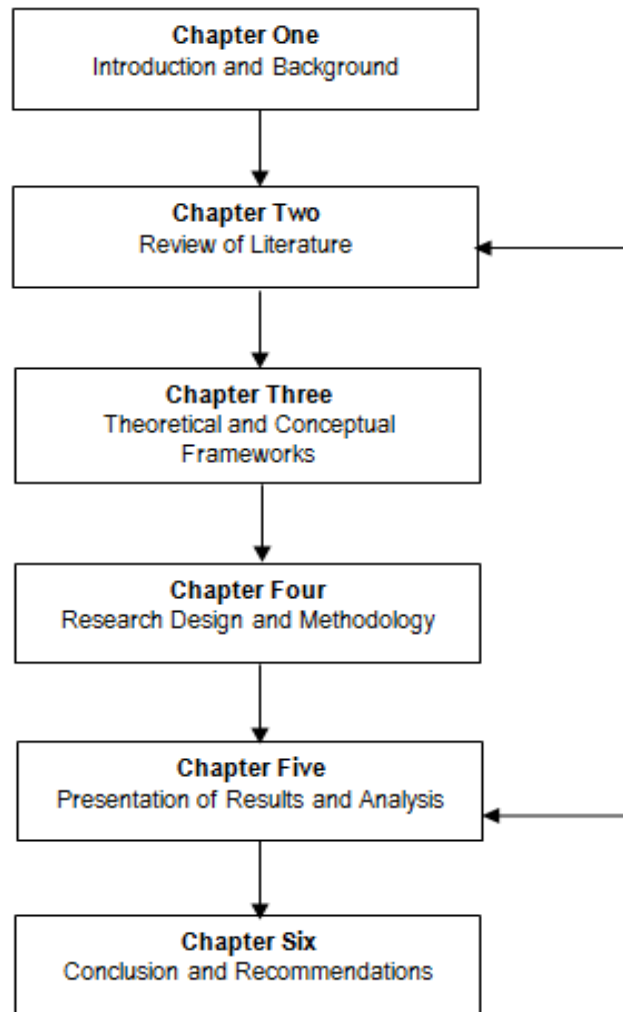 Chapter One
Introduction and Background
Chapter Two
Review of Literature
Chapter Three
Theoretical and Conceptual
Frameworks
Chapter Four
Research Design and Methodology
Chapter Five
Presentation of Results and Analysis
Chapter Six
Conclusion and Recommendations